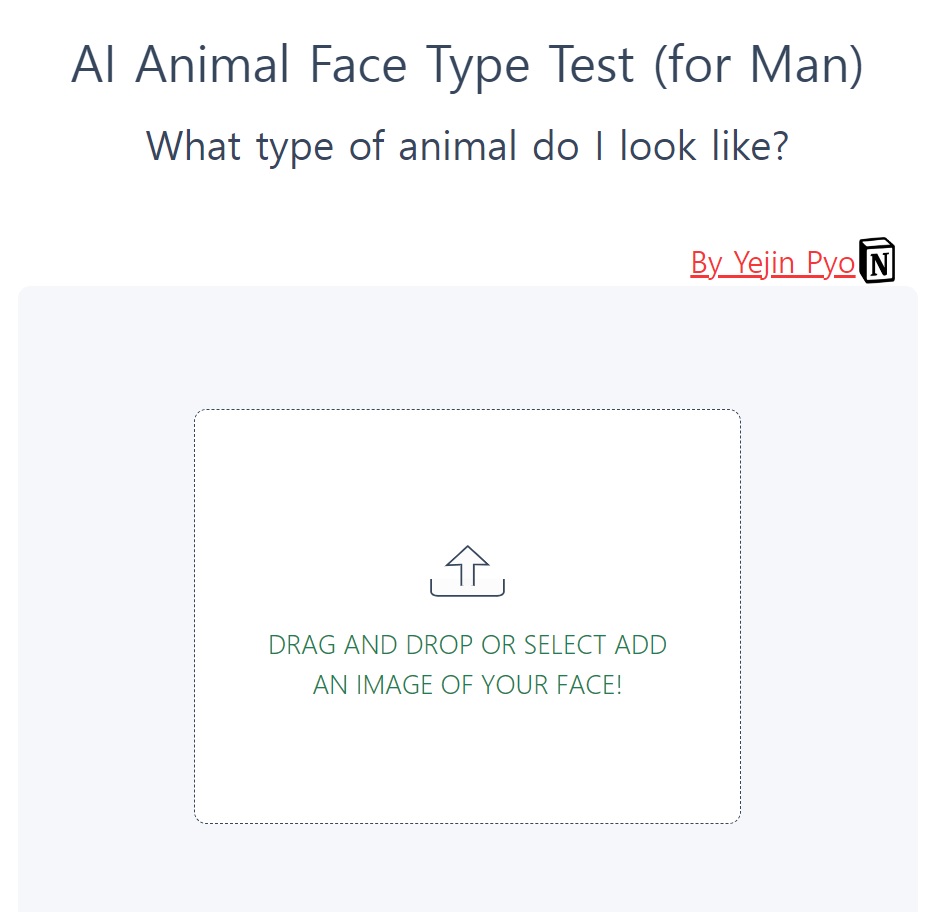 AI Animal Face Type Test (for Man)
What type of animal do I look like?
By Yejin Pyo N
DRAG AND DROP OR SELECT ADD
AN IMAGE OF YOUR FACE!